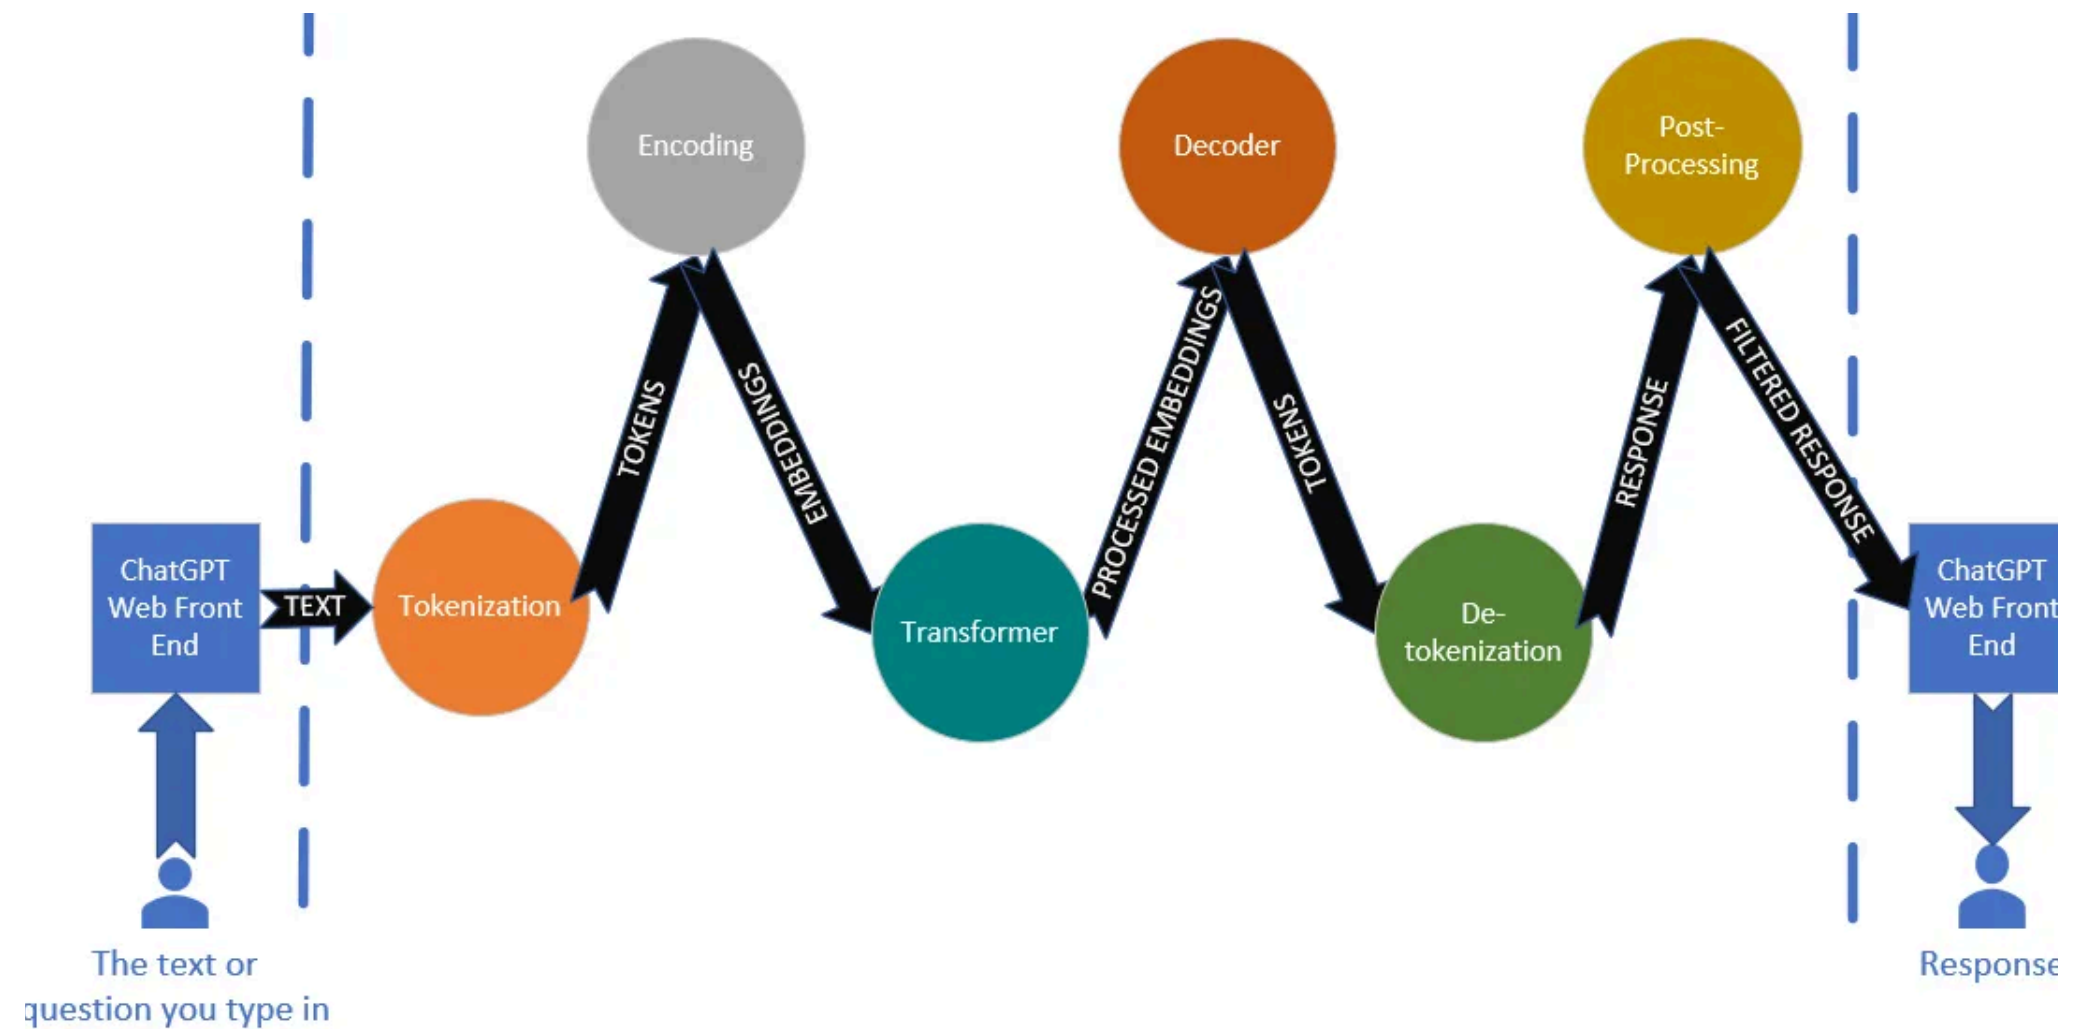 Encoding
Decoder
Post-
Processing
TOKENS
EMBEDDINGS
PROCESSED EMBEDDINGS
TOKENS
RESPONSE
FILTERED RESPONSE
ChatGPT
Web Front
End
TEXT
Tokenization
Transformer
De-
tokenization
ChatGPT
Web Front
End
The text or
question you type in
Response